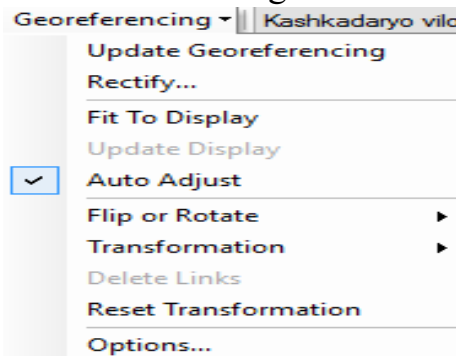 Georeferencing Kashkadaryo vilo
Update Georeferencing
Rectify...
Fit To Display
Update Display
Auto Adjust
Flip or Rotate
Transformation
Delete Links
Reset Transformation
Options...